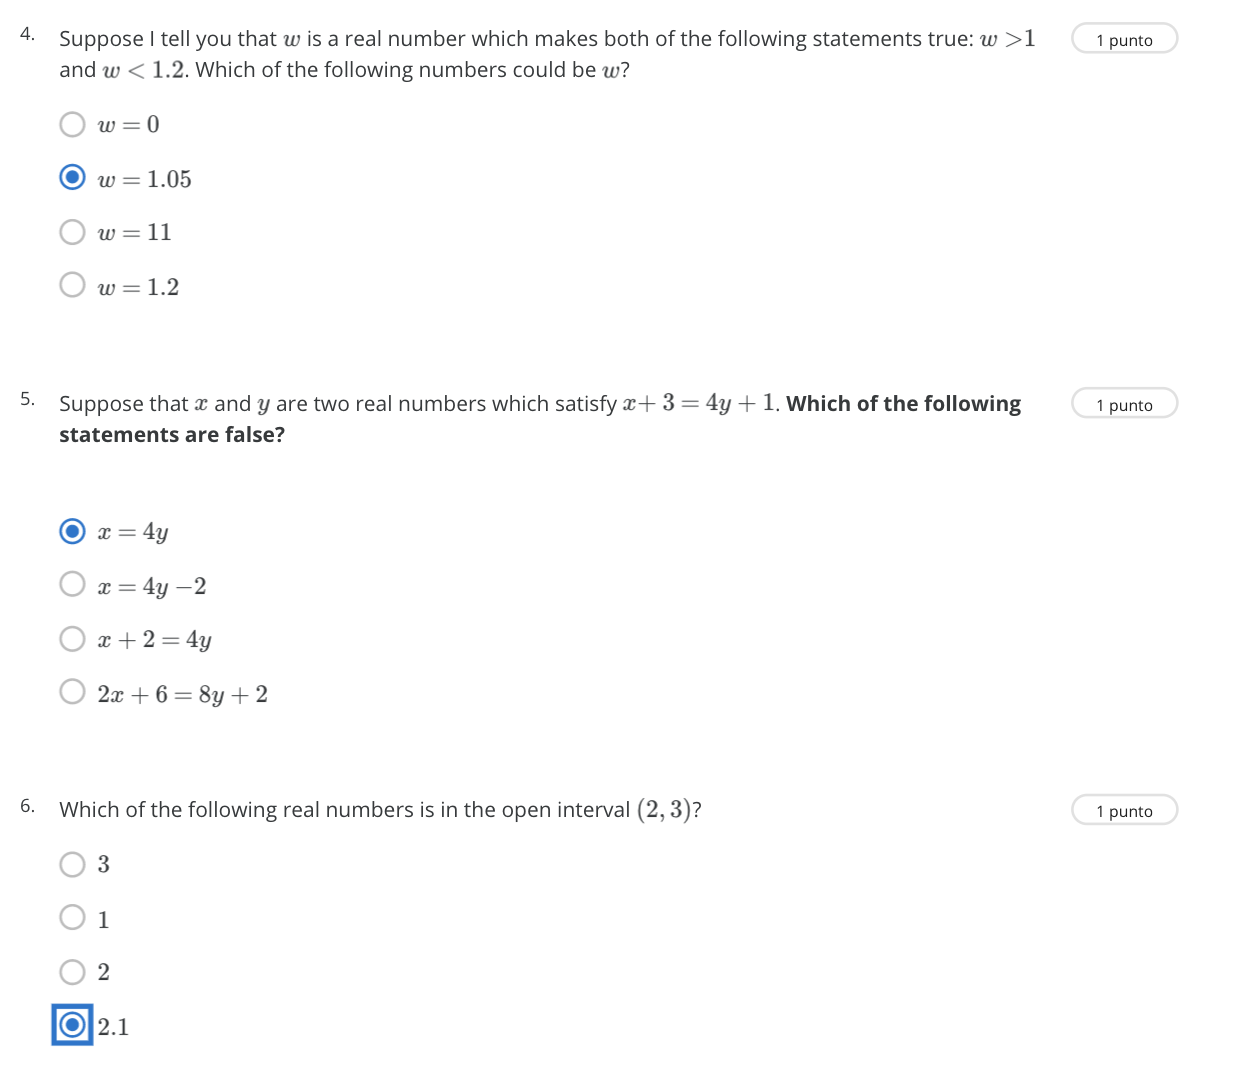 4. Suppose I tell you that w is a real number which makes both of the following statements true: w >1 1 punto
and w < 1.2. Which of the following numbers could be w?
w = 0
w = 1.05
w = 11
w = 1.2
5. Suppose that x and y are two real numbers which satisfy x+ 3 = 4y + 1. Which of the following 1 punto
statements are false?
x = 4y
x = 4y −2
x + 2 = 4y
2x + 6 = 8y + 2
6. Which of the following real numbers is in the open interval (2, 3)? 1 punto
3
1
2
2.1